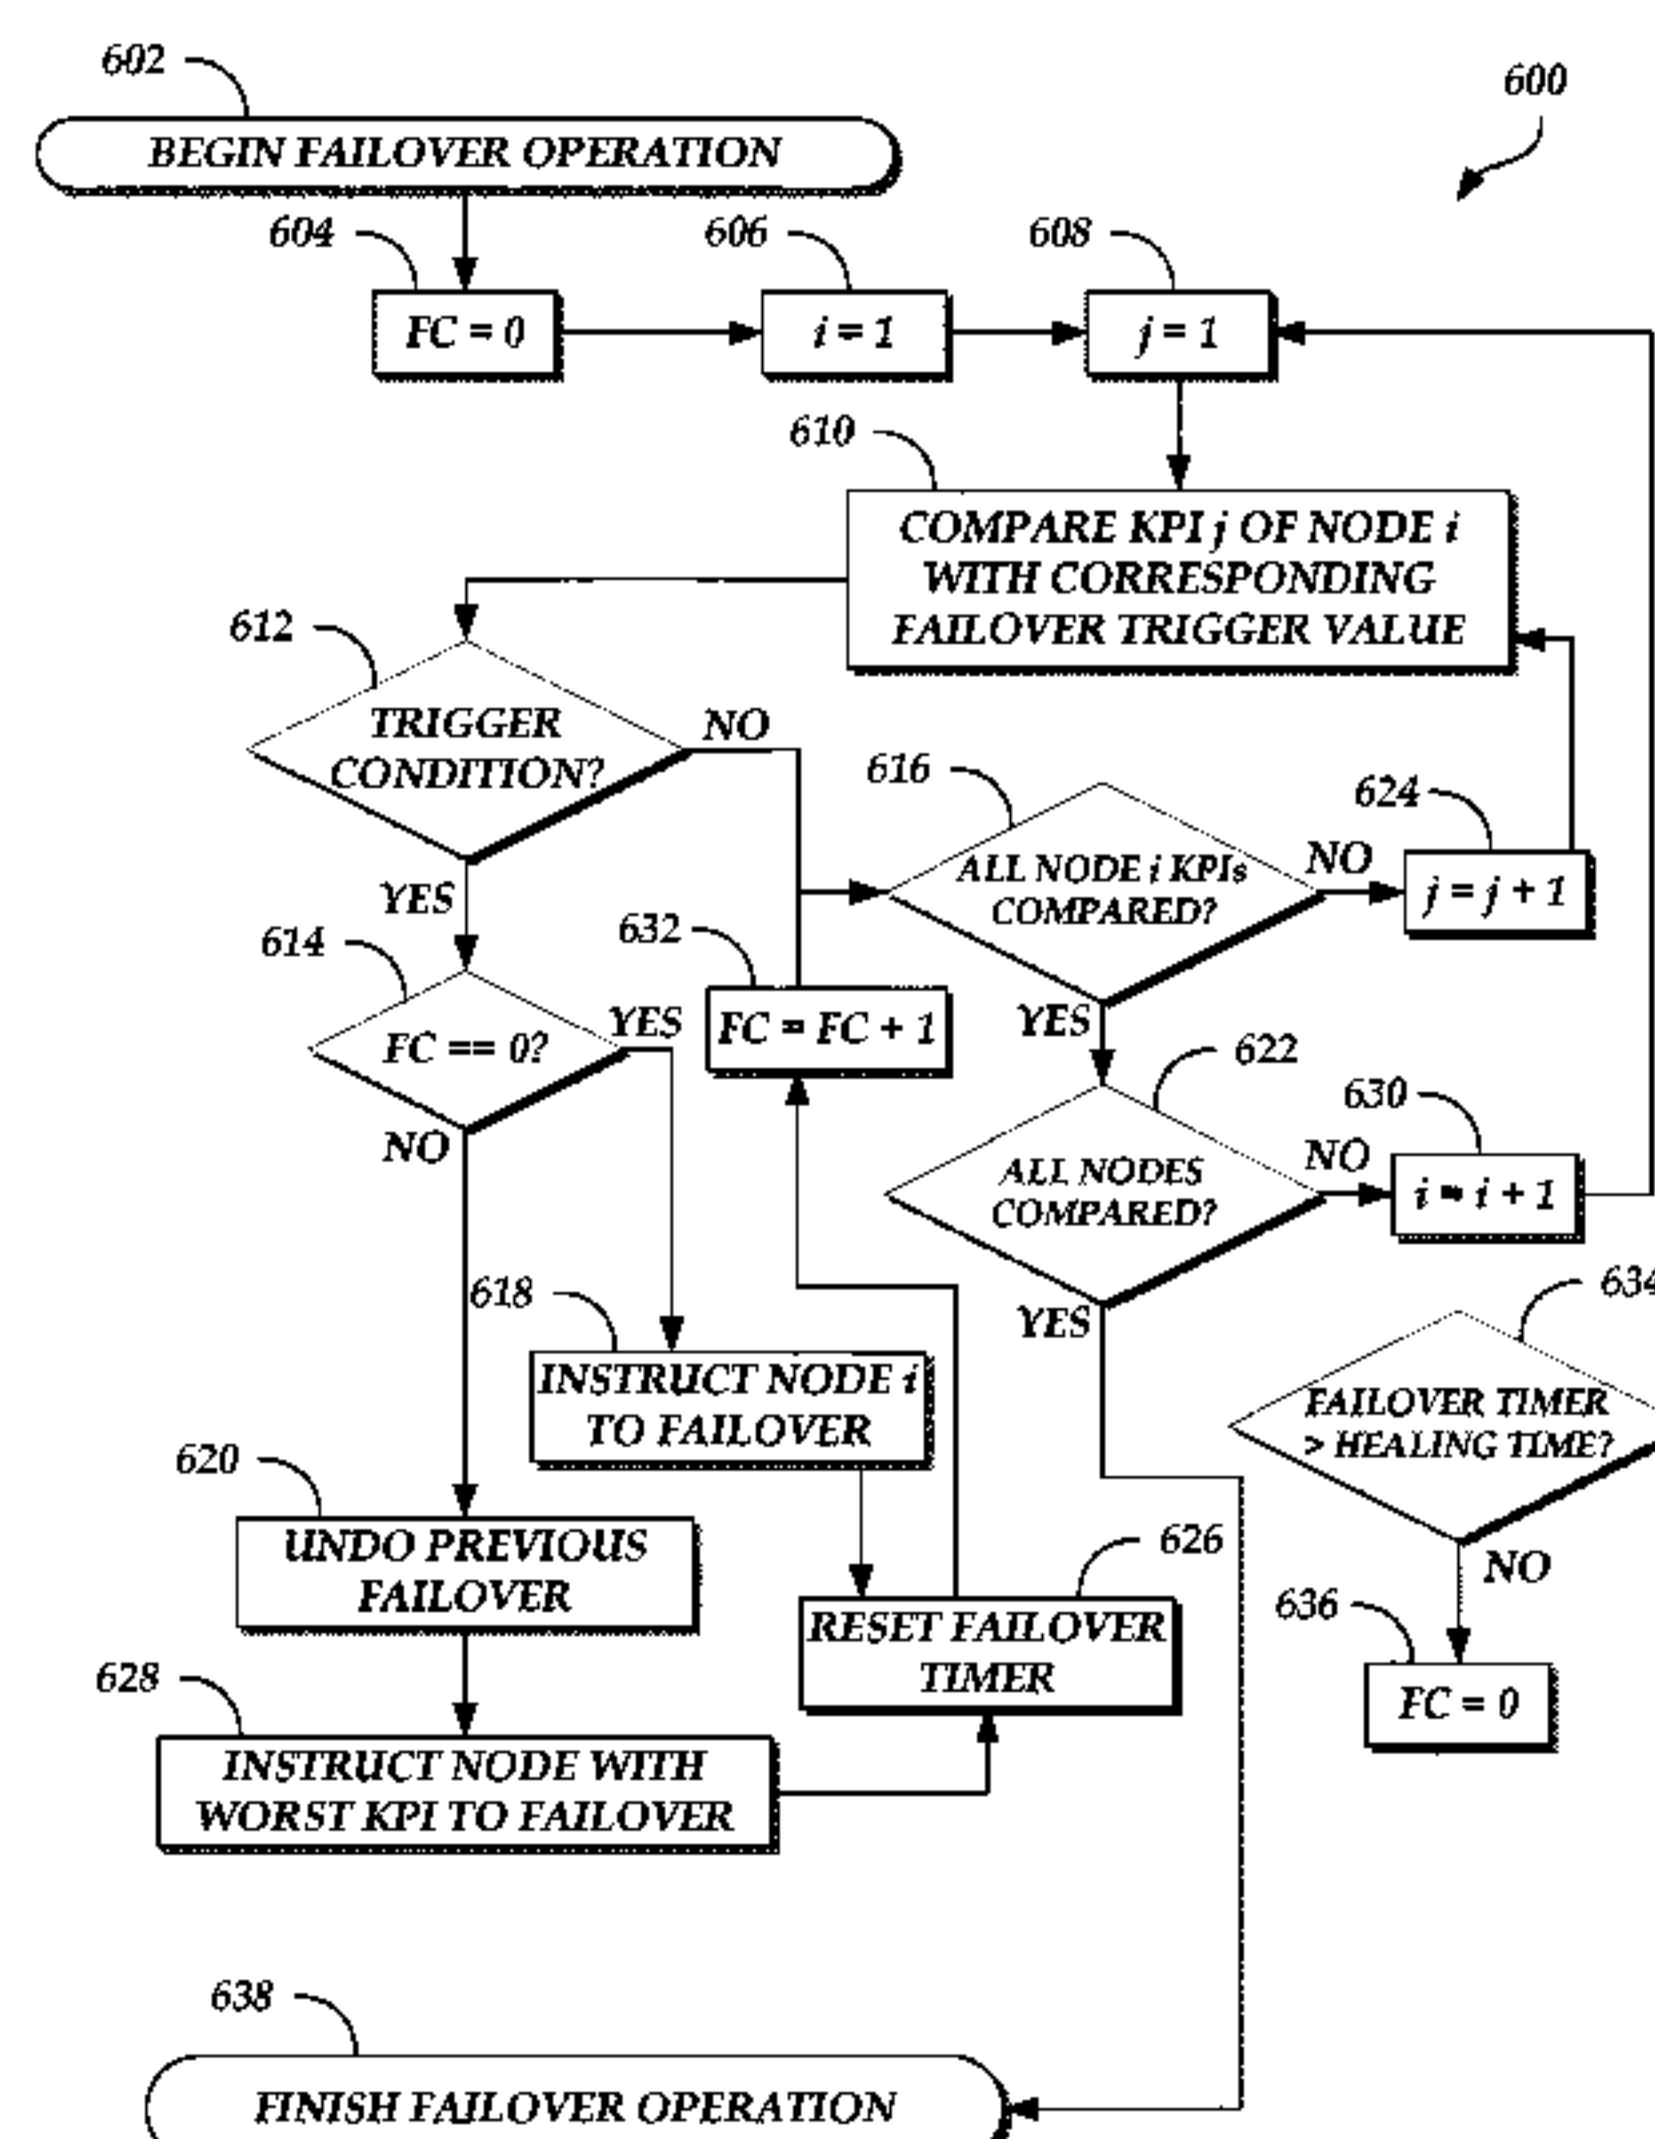 602
600
BEGIN FAILOVER OPERATION
604
606
608
FC = 0
i = 1
j = 1
610
COMPARE KPI j OF NODE i
WITH CORRESPONDING
FAILOVER TRIGGER VALUE
612
TRIGGER
CONDITION?
NO
616
624
ALL NODE i KPIs
COMPARED?
NO
j = j + 1
YES
614
632
FC == 0?
YES
FC = FC + 1
YES
622
NO
630
ALL NODES
COMPARED?
NO
i = i + 1
618
YES
634
INSTRUCT NODE i
TO FAILOVER
FAILOVER TIMER
> HEALING TIME?
620
UNDO PREVIOUS
FAILOVER
626
NO
636
RESET FAILOVER
TIMER
628
FC = 0
INSTRUCT NODE WITH
WORST KPI TO FAILOVER
638
FINISH FAILOVER OPERATION